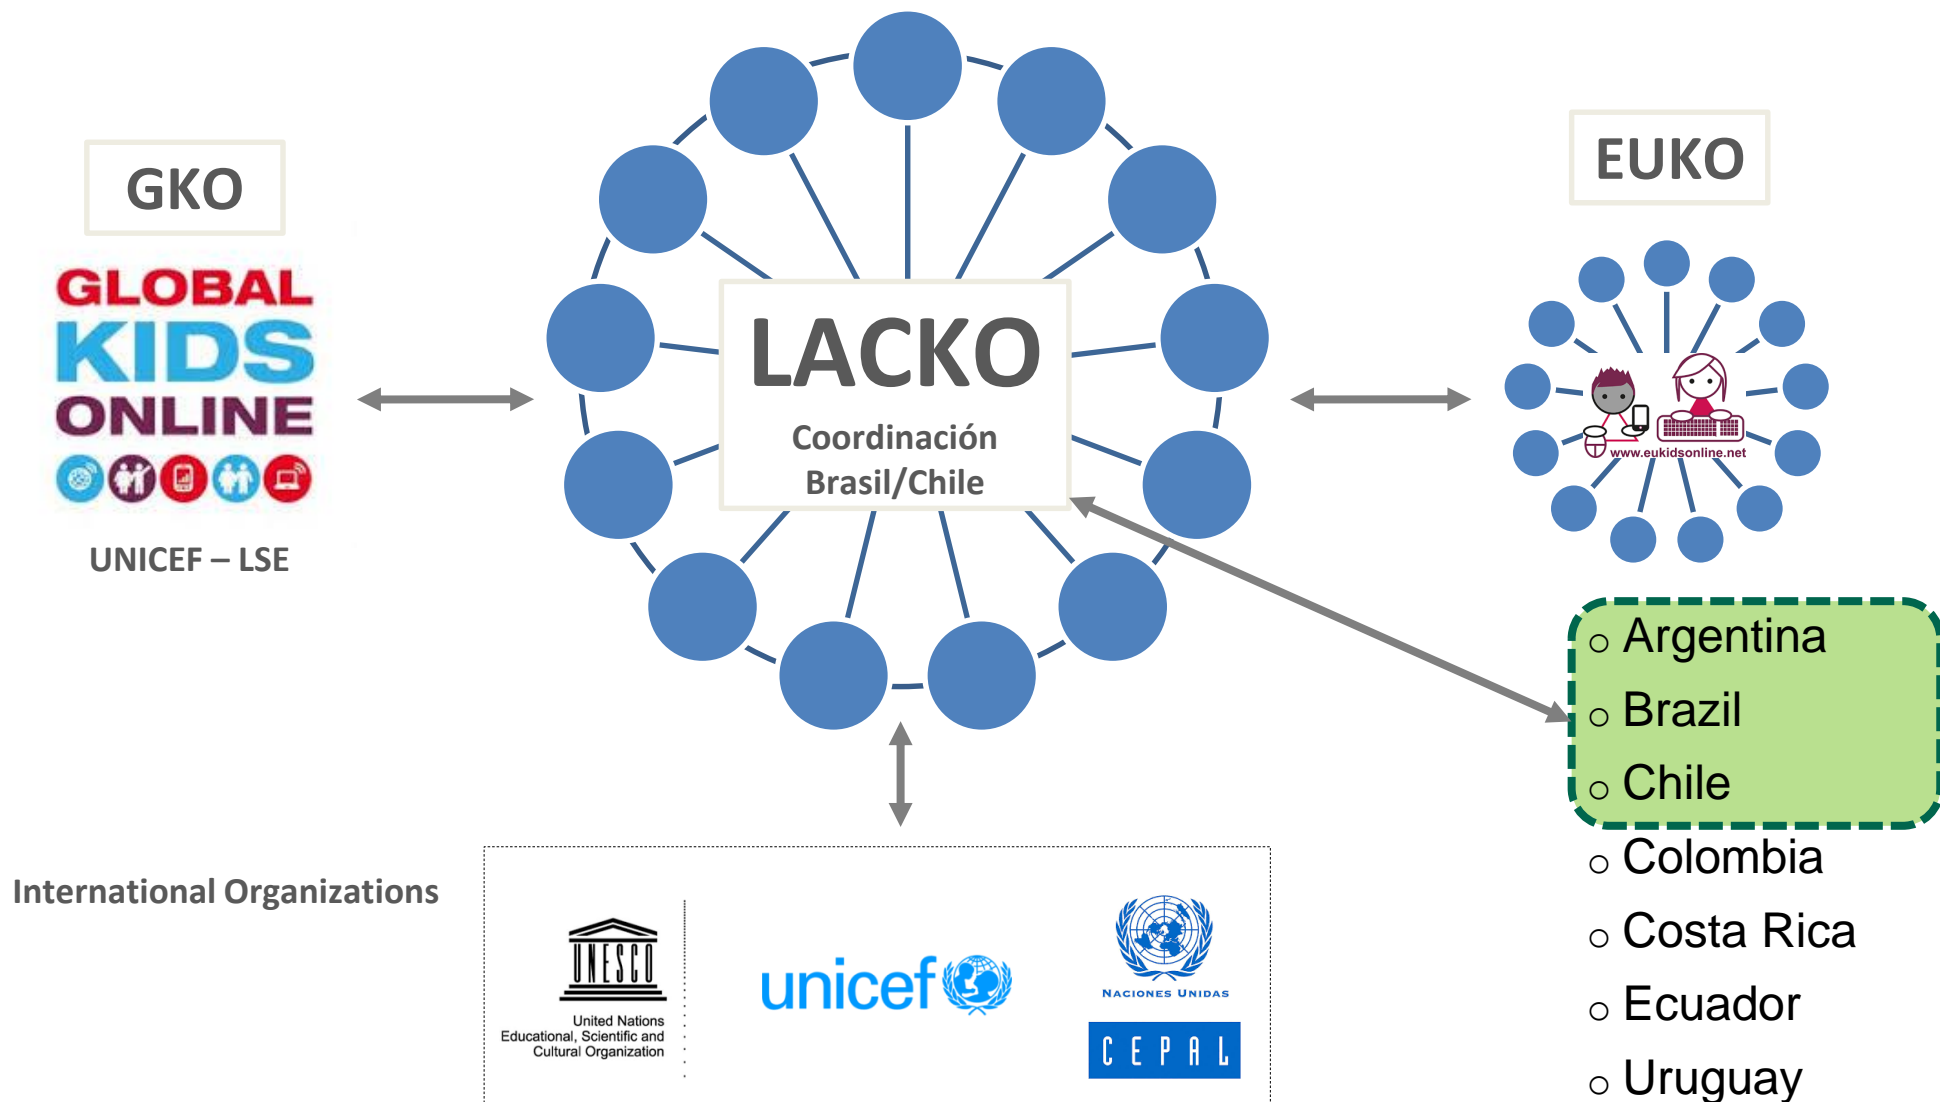 GKO
GLOBAL
KIDS
ONLINE
UNICEF – LSE
LACKO
Coordinación
Brasil/Chile
EUKO
www.eukidsonline.net
o Argentina
o Brazil
o Chile
o Colombia
o Costa Rica
o Ecuador
o Uruguay
International Organizations
UNESCO
United Nations
Educational, Scientific and
Cultural Organization
unicef
NACIONES UNIDAS
CEPAL